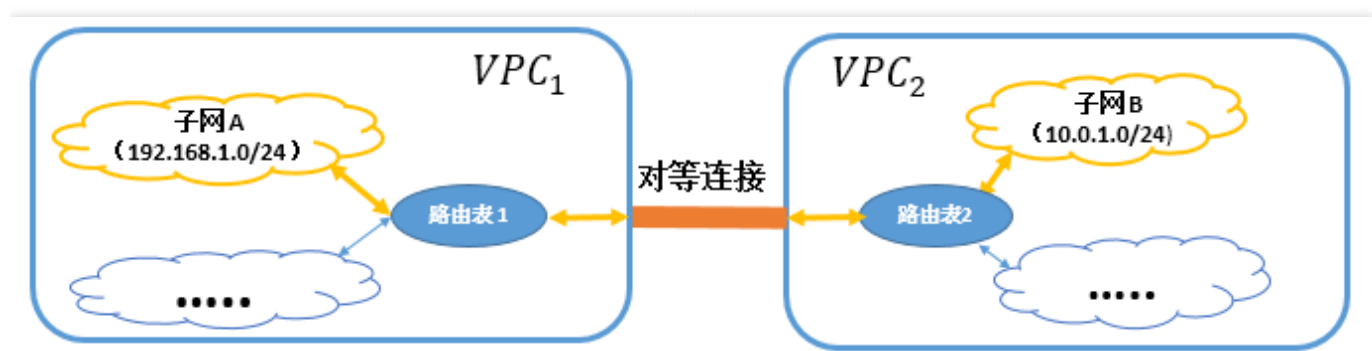 VPC₁
子网A
（192.168.1.0/24）
路由表1
•••••
对等连接
VPC₂
子网B
（10.0.1.0/24)
路由表2
•••••